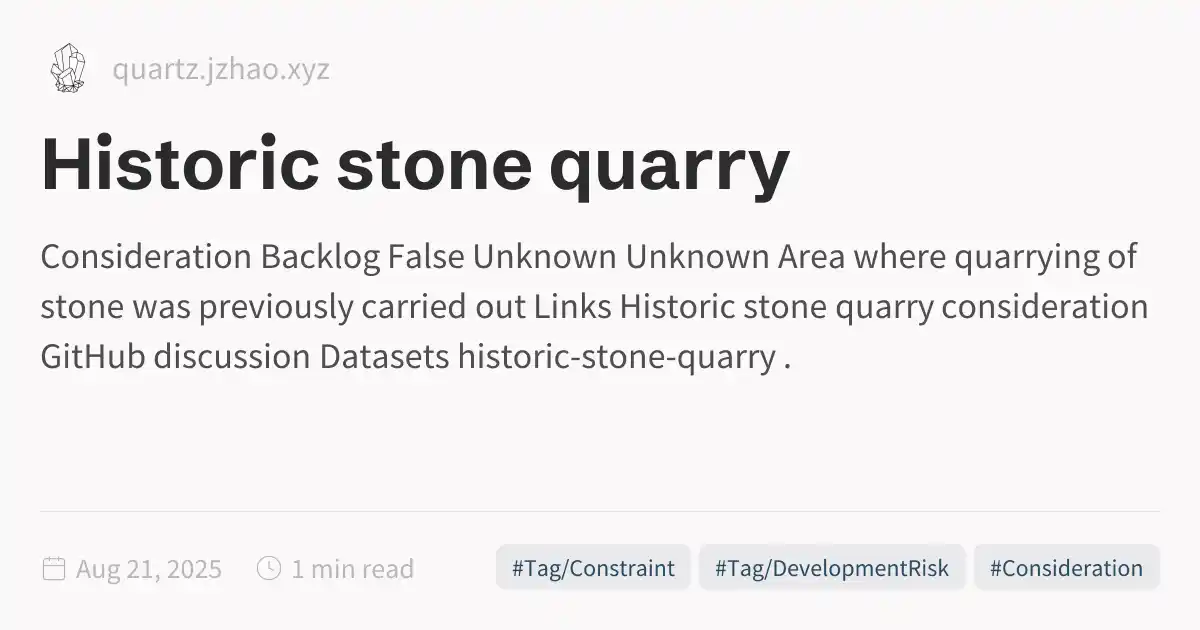 quartz.jzhao.xyz
Historic stone quarry
Consideration Backlog False Unknown Unknown Area where quarrying of
stone was previously carried out Links Historic stone quarry consideration
GitHub discussion Datasets historic-stone-quarry .
Aug 21, 2025 1 min read #Tag/Constraint #Tag/DevelopmentRisk #Consideration